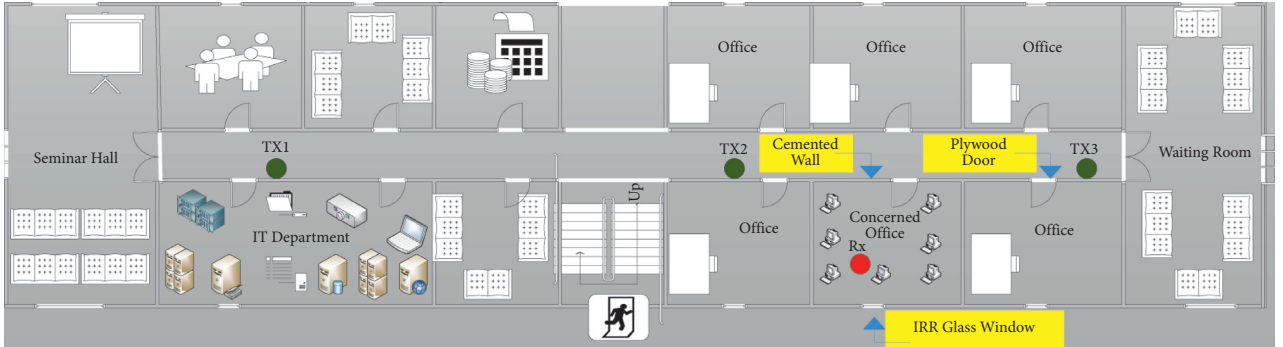 Office
Office
Office
Seminar Hall
TX1
TX2
Cemented
Wall
Plywood
Door
TX3
Waiting Room
Up
IT Department
Office
Concerned
Office
Rx
Office
IRR Glass Window